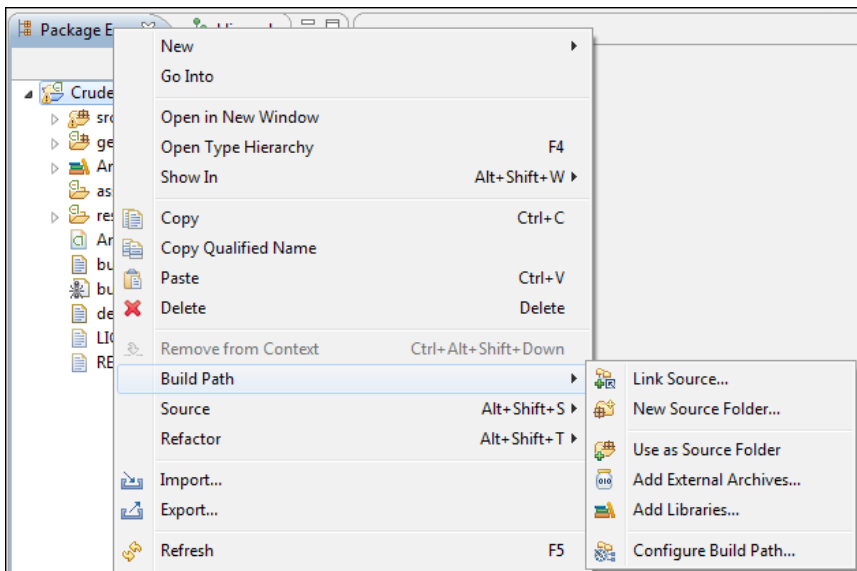 Package E
New
Go Into
Crude
Open in New Window
src
Open Type Hierarchy F4
ge
Show In Alt+Shift+W
An
as
res
Copy Ctrl+C
An
Copy Qualified Name
bu
Paste Ctrl+V
bu
Delete Delete
de
LIC
Remove from Context Ctrl+Alt+Shift+Down
RE
Build Path
Link Source...
Source Alt+Shift+S
New Source Folder...
Refactor Alt+Shift+T
Use as Source Folder
Import...
Add External Archives...
Export...
Add Libraries...
Refresh F5
Configure Build Path...